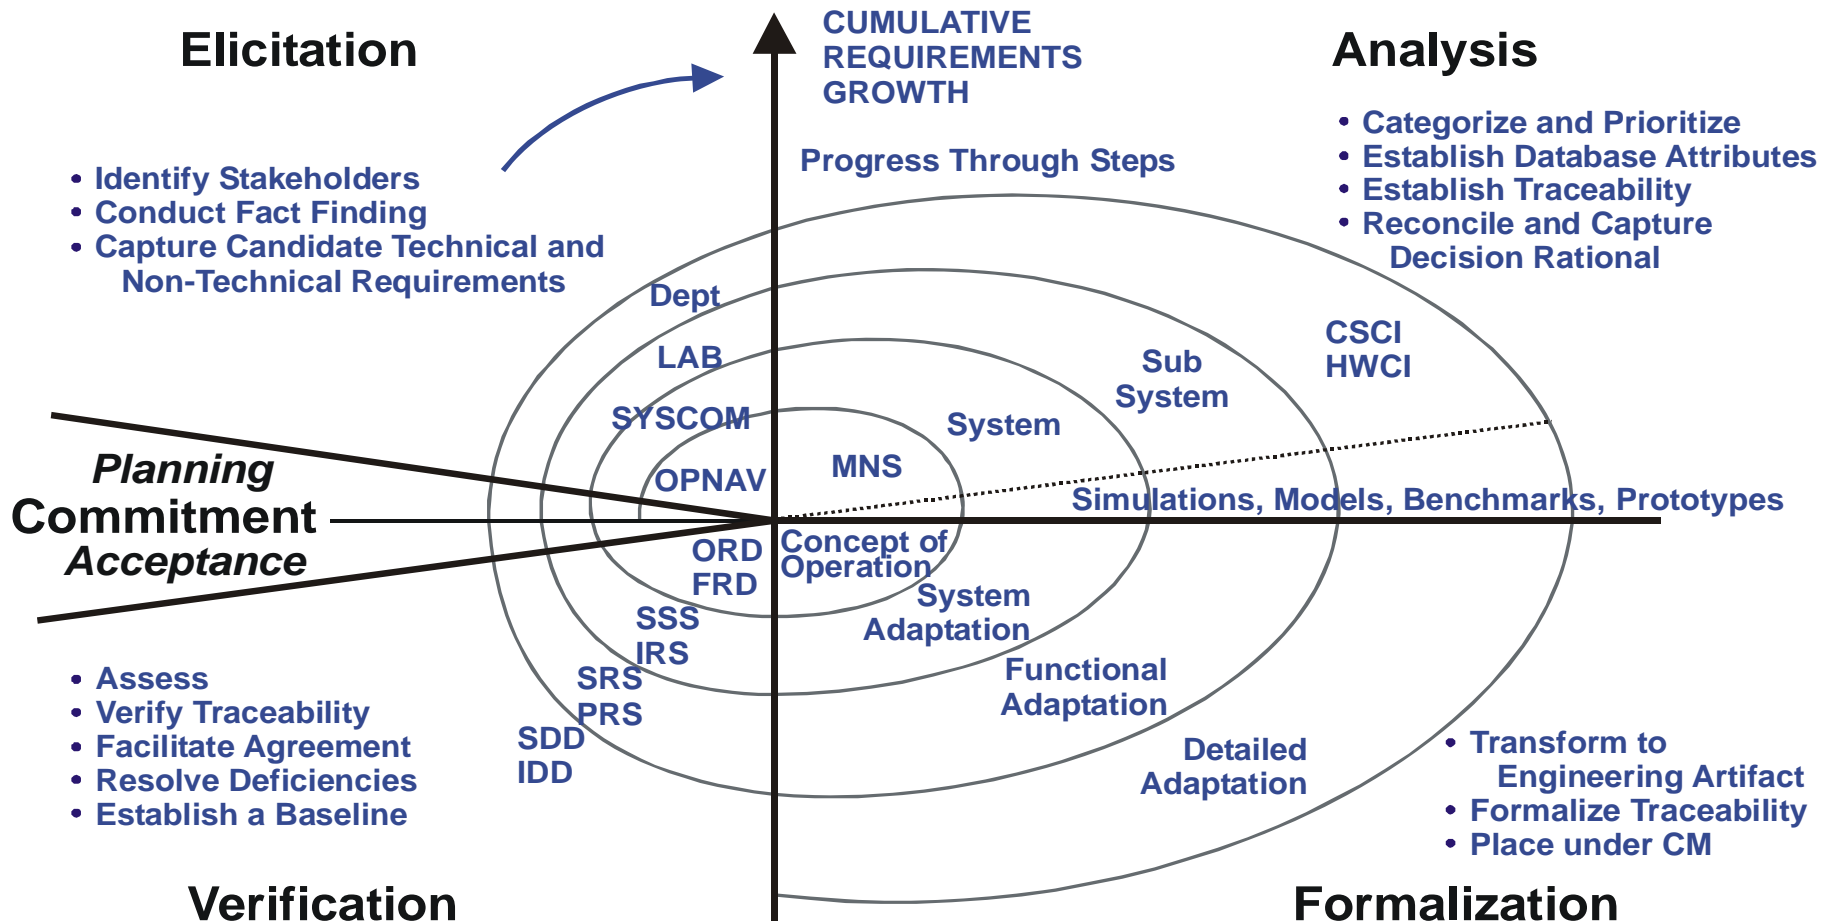 Elicitation
CUMULATIVE
REQUIREMENTS
GROWTH
Analysis
• Identify Stakeholders
• Conduct Fact Finding
• Capture Candidate Technical and
Non-Technical Requirements
Progress Through Steps
• Categorize and Prioritize
• Establish Database Attributes
• Establish Traceability
• Reconcile and Capture
Decision Rational
Dept
LAB
SYSCOM
OPNAV
MNS
System
Sub
System
CSCI
HWCI
Planning
Commitment
Acceptance
Simulations, Models, Benchmarks, Prototypes
ORD
FRD
Concept of
Operation
SSS
IRS
System
Adaptation
SRS
PRS
Functional
Adaptation
SDD
IDD
Detailed
Adaptation
• Assess
• Verify Traceability
• Facilitate Agreement
• Resolve Deficiencies
• Establish a Baseline
• Transform to
Engineering Artifact
• Formalize Traceability
• Place under CM
Verification
Formalization